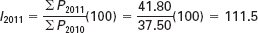 I₂₀₁₁ = ΣP₂₀₁₁/ΣP₂₀₁₀ (100) = 41.80/37.50 (100) = 111.5